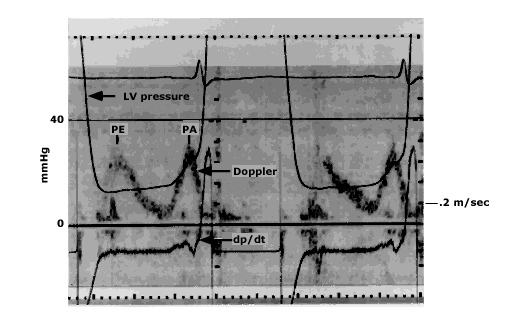 LV pressure
40
PE
PA
mmHg
Doppler
.2 m/sec
0
dp/dt